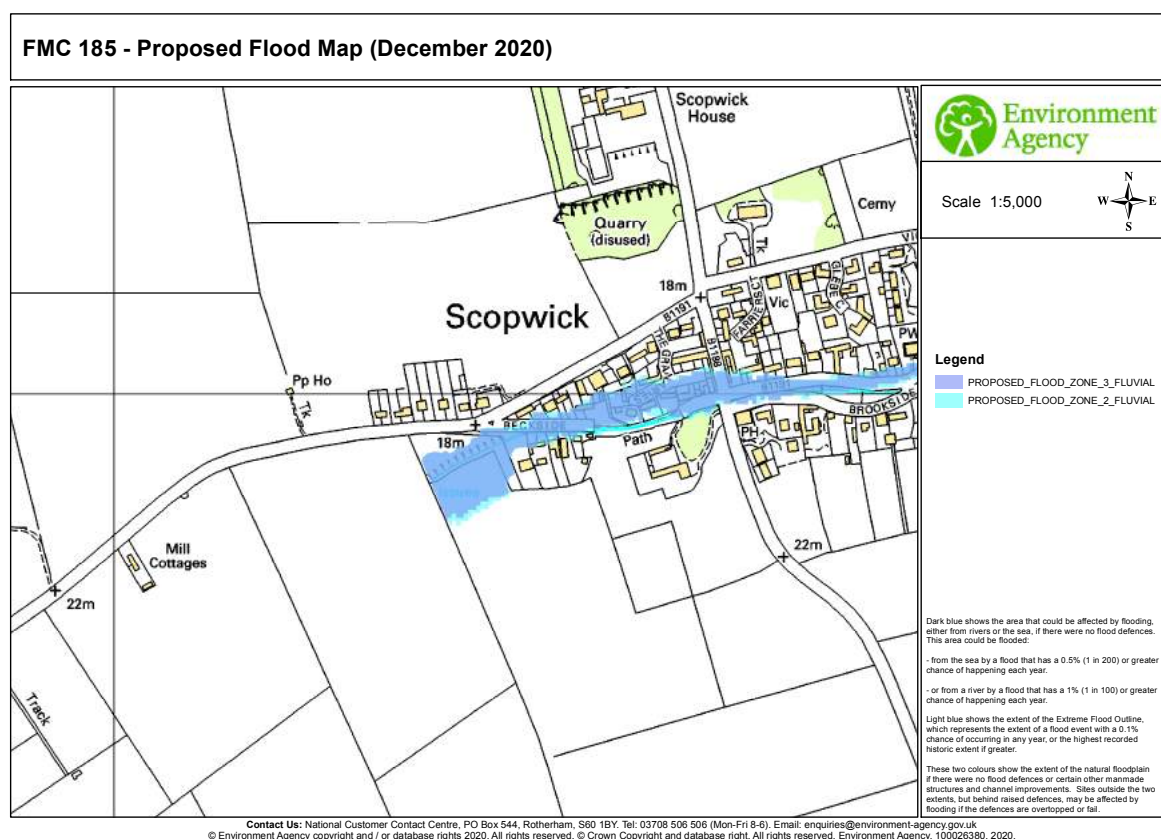 FMC 185 - Proposed Flood Map (December 2020)
Scopwick
House
Environment
Agency
Scale 1:5,000
N
W E
S
Cemy
Quarry
(disused)
Tk
18m
Scopwick
B1191
Vic
GLEBE C
FARRIERS CT
THE GRAV
B1188
PW
Pp Ho
Tk
Legend
PROPOSED_FLOOD_ZONE_3_FLUVIAL
PROPOSED_FLOOD_ZONE_2_FLUVIAL
B1191
BROOKSIDE
BECKSIDE
18m
Path
PH
Mill
Cottages
22m
22m
Track
Dark blue shows the area that could be affected by flooding,
either from rivers or the sea, if there were no flood defences.
This area could be flooded:
- from the sea by a flood that has a 0.5% (1 in 200) or greater
chance of happening each year.
- or from a river by a flood that has a 1% (1 in 100) or greater
chance of happening each year.
Light blue shows the extent of the Extreme Flood Outline,
which represents the extent of a flood event with a 0.1%
chance of occurring in any year, or the highest recorded
historic extent if greater.
These two colours show the extent of the natural floodplain
if there were no flood defences or certain other manmade
structures and channel improvements. Sites outside the two
extents, but behind raised defences, may be affected by
flooding if the defences are overtopped or fail.
Contact Us: National Customer Contact Centre, PO Box 544, Rotherham, S60 1BY. Tel: 03708 506 506 (Mon-Fri 8-6). Email: enquiries@environment-agency.gov.uk
© Environment Agency copyright and / or database rights 2020. All rights reserved. © Crown Copyright and database right. All rights reserved. Environment Agency, 100026380, 2020.